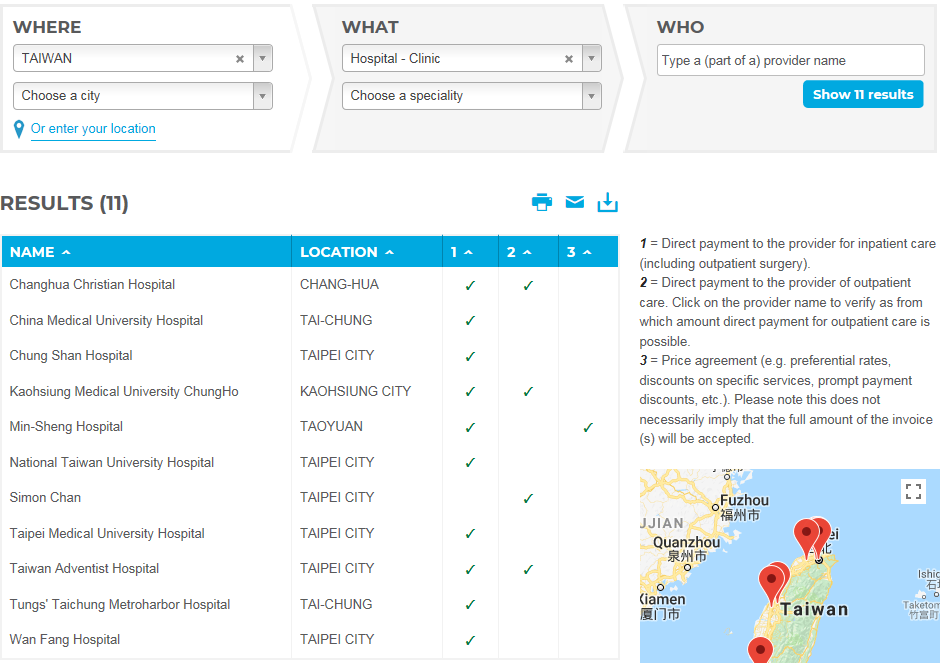 WHERE
WHAT
WHO
TAIWAN
Hospital - Clinic
Type a (part of a) provider name
Choose a city
Choose a speciality
Show 11 results
Or enter your location
RESULTS (11)
NAME LOCATION 1 2 3
Changhua Christian Hospital CHANG-HUA ✓ ✓
China Medical University Hospital TAI-CHUNG ✓
Chung Shan Hospital TAIPEI CITY ✓
Kaohsiung Medical University ChungHo KAOHSIUNG CITY ✓ ✓
Min-Sheng Hospital TAOYUAN ✓ ✓
National Taiwan University Hospital TAIPEI CITY ✓
Simon Chan TAIPEI CITY ✓
Taipei Medical University Hospital TAIPEI CITY ✓
Taiwan Adventist Hospital TAIPEI CITY ✓ ✓
Tungs' Taichung Metroharbor Hospital TAI-CHUNG ✓
Wan Fang Hospital TAIPEI CITY ✓
1 = Direct payment to the provider for inpatient care
(including outpatient surgery).
2 = Direct payment to the provider of outpatient
care. Click on the provider name to verify as from
which amount direct payment for outpatient care is
possible.
3 = Price agreement (e.g. preferential rates,
discounts on specific services, prompt payment
discounts, etc.). Please note this does not
necessarily imply that the full amount of the invoice
(s) will be accepted.
Fuzhou
福州市
UJIAN
Quanzhou
泉州市
Xiamen
厦门市
Taiwan
Ishig
石垣
Taketom
竹富町